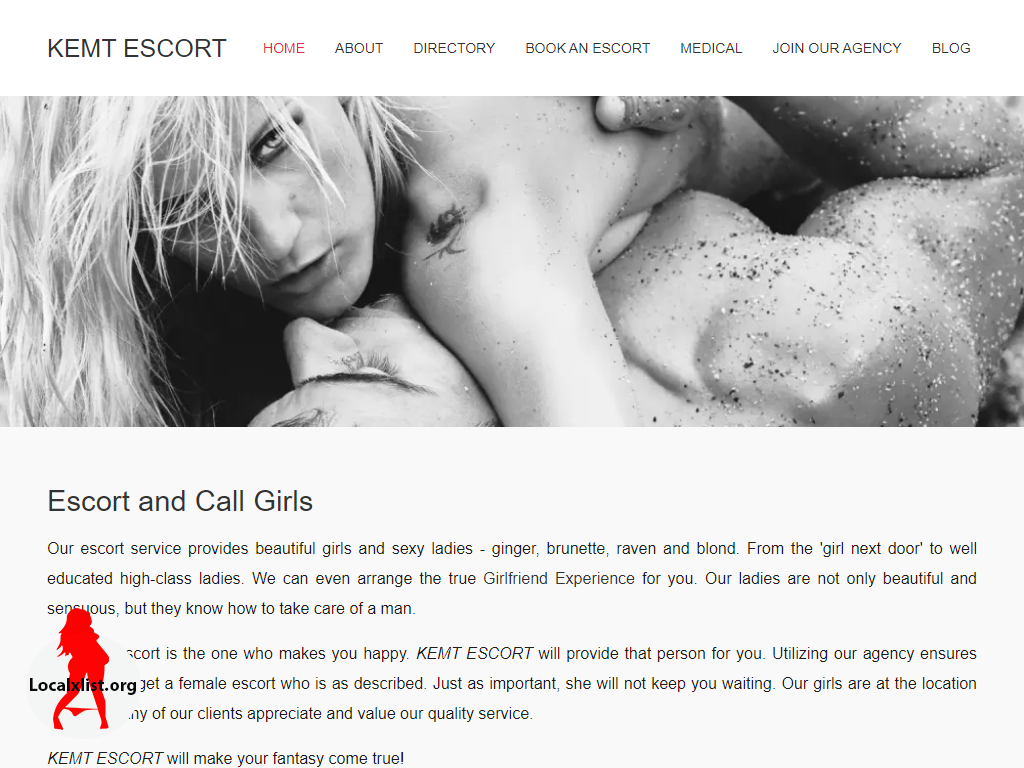 KEMT ESCORT HOME ABOUT DIRECTORY BOOK AN ESCORT MEDICAL JOIN OUR AGENCY BLOG
Escort and Call Girls
Our escort service provides beautiful girls and sexy ladies - ginger, brunette, raven and blond. From the 'girl next door' to well
educated high-class ladies. We can even arrange the true Girlfriend Experience for you. Our ladies are not only beautiful and
sensuous, but they know how to take care of a man.
scort is the one who makes you happy. KEMT ESCORT will provide that person for you. Utilizing our agency ensures
Localxlist.org get a female escort who is as described. Just as important, she will not keep you waiting. Our girls are at the location
ny of our clients appreciate and value our quality service.
KEMT ESCORT will make your fantasy come true!